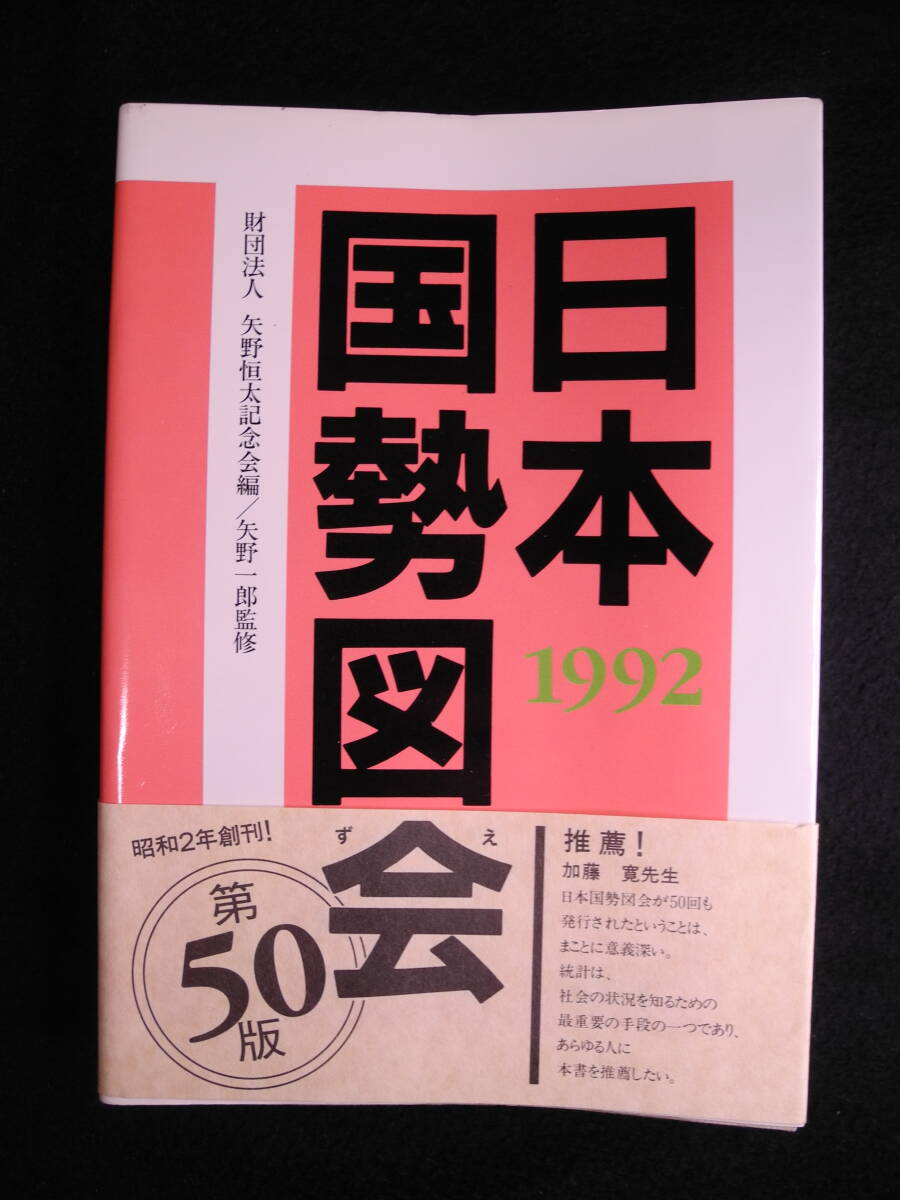 日本
国勢図会
1992
財団法人 矢野恒太記念会編/矢野一郎監修
昭和2年創刊!
第
50
版
ずえ
推薦!
加藤 寛先生
日本国勢図会が50回も
発行されたということは、
まことに意義深い。
統計は、
社会の状況を知るための
最重要の手段の一つであり、
あらゆる人に
本書を推薦したい。